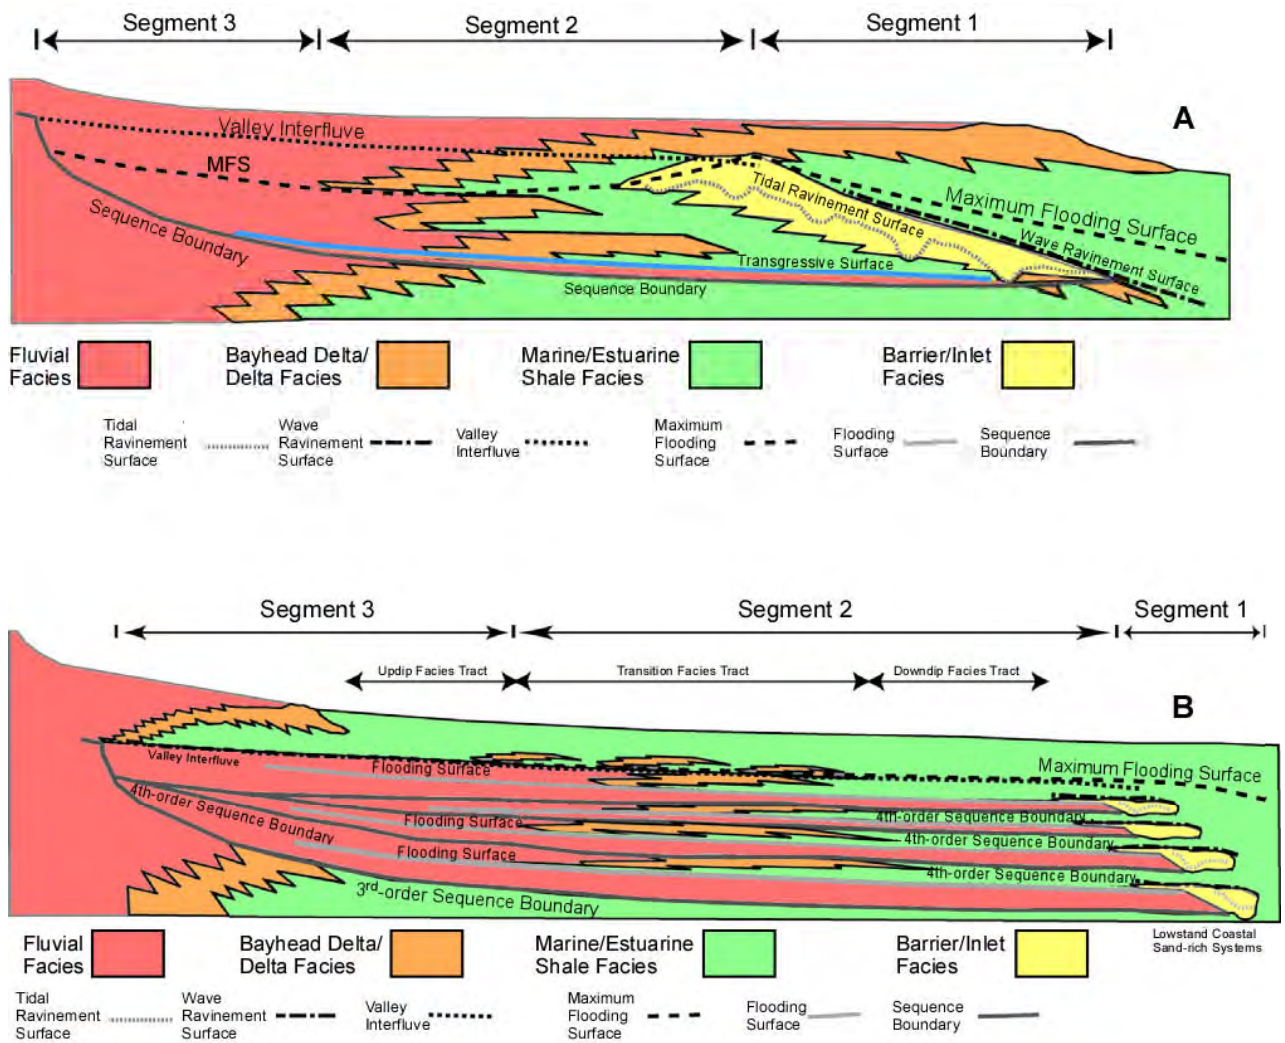 Segment 3
Segment 2
Segment 1
A
Valley Interfluve
MFS
Sequence Boundary
Tidal Ravinement Surface
Maximum Flooding Surface
Wave Ravinement Surface
Transgressive Surface
Sequence Boundary
Fluvial
Facies
Bayhead Delta/
Delta Facies
Marine/Estuarine
Shale Facies
Barrier/Inlet
Facies
Tidal
Ravinement
Surface
Wave
Ravinement
Surface
Valley
Interfluve
Maximum
Flooding
Surface
Flooding
Surface
Sequence
Boundary
Segment 3
Segment 2
Segment 1
Updip Facies Tract
Transition Facies Tract
Downdip Facies Tract
B
Valley Interfluve
Flooding Surface
Maximum Flooding Surface
4th-order Sequence Boundary
Flooding Surface
4th-order Sequence Boundary
4th-order Sequence Boundary
Flooding Surface
4th-order Sequence Boundary
3rd-order Sequence Boundary
Lowstand Coastal
Sand-rich Systems
Fluvial
Facies
Bayhead Delta/
Delta Facies
Marine/Estuarine
Shale Facies
Barrier/Inlet
Facies
Tidal
Ravinement
Surface
Wave
Ravinement
Surface
Valley
Interfluve
Maximum
Flooding
Surface
Flooding
Surface
Sequence
Boundary